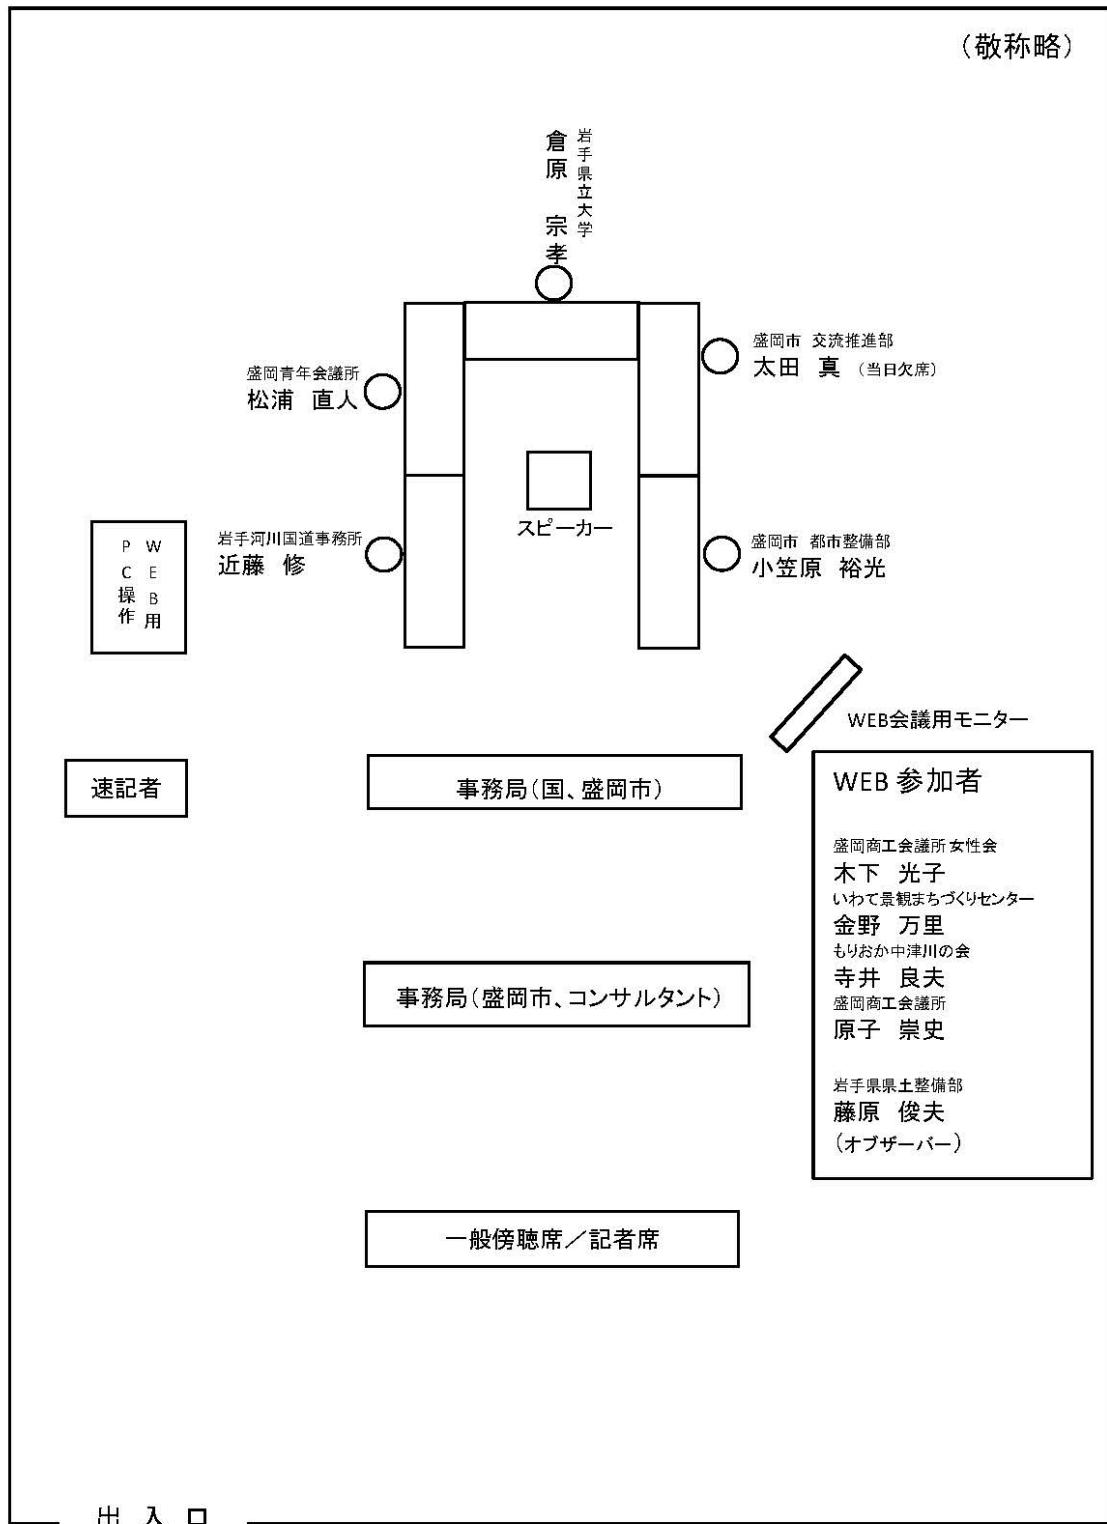 （敬称略）
岩手県立大学
倉原　宗孝
盛岡市 交流推進部
太田　真 （当日欠席）
盛岡青年会議所
松浦 直人
スピーカー
岩手河川国道事務所
近藤 修
盛岡市 都市整備部
小笠原 裕光
WEB用
PC操作
WEB会議用モニター
速記者
事務局（国、盛岡市）
WEB 参加者
盛岡商工会議所 女性会
木下 光子
いわて景観まちづくりセンター
金野 万里
もりおか中津川の会
寺井 良夫
盛岡商工会議所
原子 崇史
岩手県県土整備部
藤原 俊夫
（オブザーバー）
事務局（盛岡市、コンサルタント）
一般傍聴席／記者席
出 入 口